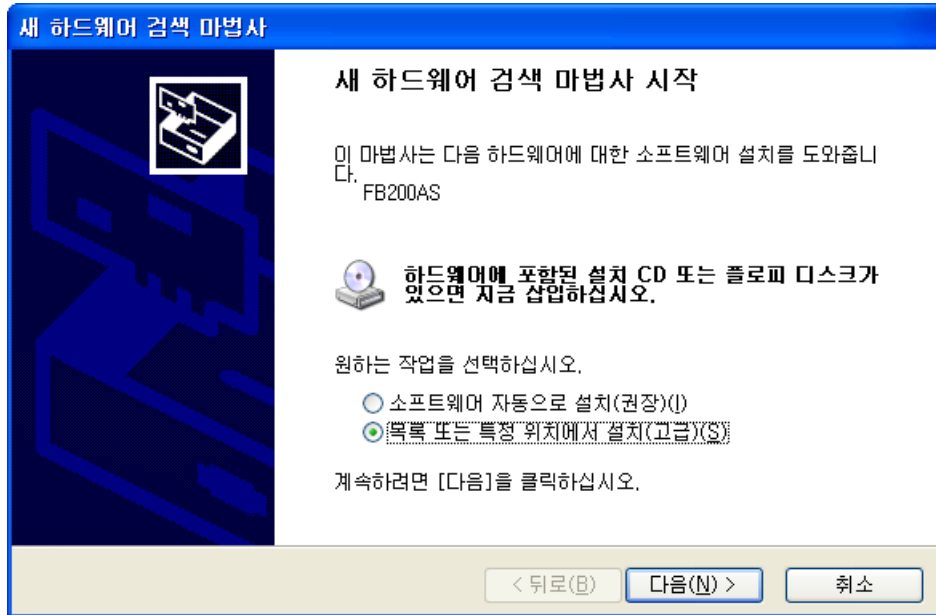 새 하드웨어 검색 마법사
새 하드웨어 검색 마법사 시작
이 마법사는 다음 하드웨어에 대한 소프트웨어 설치를 도와줍니
다.
FB200AS
하드웨어에 포함된 설치 CD 또는 플로피 디스크가
있으면 지금 삽입하십시오.
원하는 작업을 선택하십시오.
소프트웨어 자동으로 설치(권장)(I)
목록 또는 특정 위치에서 설치(고급)(S)
계속하려면 [다음]을 클릭하십시오.
< 뒤로(B) 다음(N) > 취소